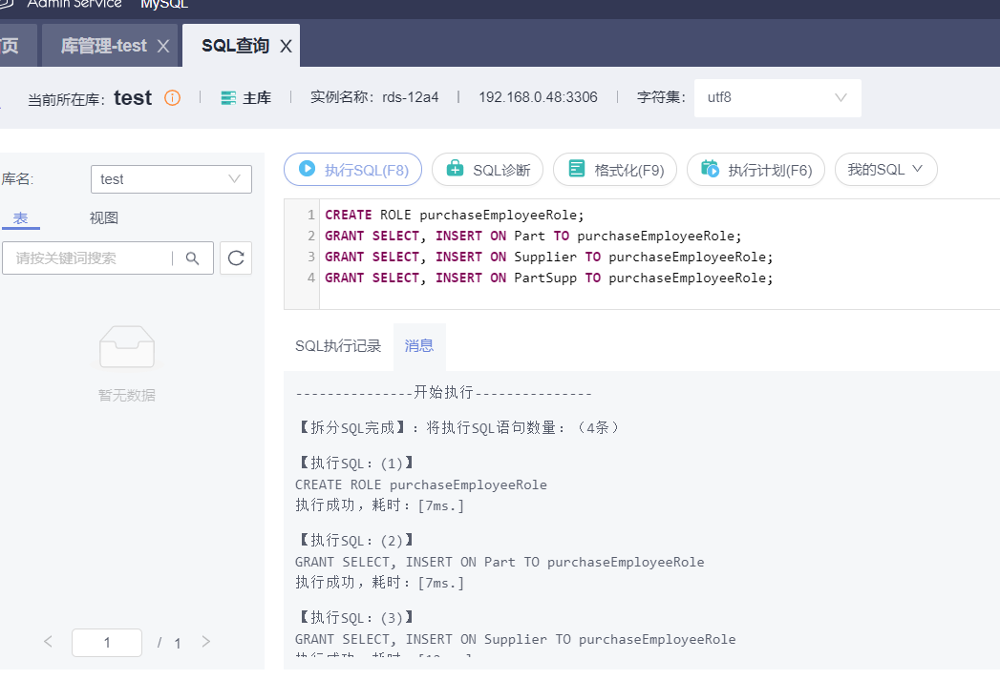 Admin Service MySQL
页 库管理-test X SQL查询 X
当前所在库: test 主库 实例名称: rds-12a4 | 192.168.0.48:3306 | 字符集: utf8
库名: test
表 视图
请按关键词搜索
暂无数据
< 1 / 1 >
执行SQL(F8) SQL诊断 格式化(F9) 执行计划(F6) 我的SQL
1 CREATE ROLE purchaseEmployeeRole;
2 GRANT SELECT, INSERT ON Part TO purchaseEmployeeRole;
3 GRANT SELECT, INSERT ON Supplier TO purchaseEmployeeRole;
4 GRANT SELECT, INSERT ON PartSupp TO purchaseEmployeeRole;
SQL执行记录 消息
---------------开始执行---------------
【拆分SQL完成】：将执行SQL语句数量：（4条）
【执行SQL：(1)】
CREATE ROLE purchaseEmployeeRole
执行成功，耗时：[7ms.]
【执行SQL：(2)】
GRANT SELECT, INSERT ON Part TO purchaseEmployeeRole
执行成功，耗时：[7ms.]
【执行SQL：(3)】
GRANT SELECT, INSERT ON Supplier TO purchaseEmployeeRole